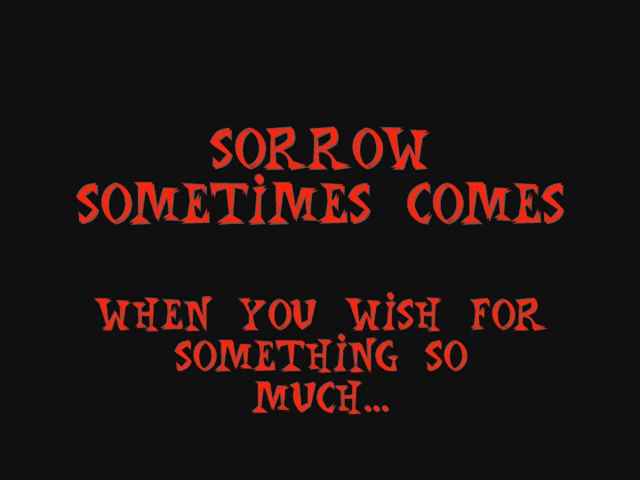 SORROW
SOMETIMES COMES
WHEN YOU WISH FOR
SOMETHING SO
MUCH...